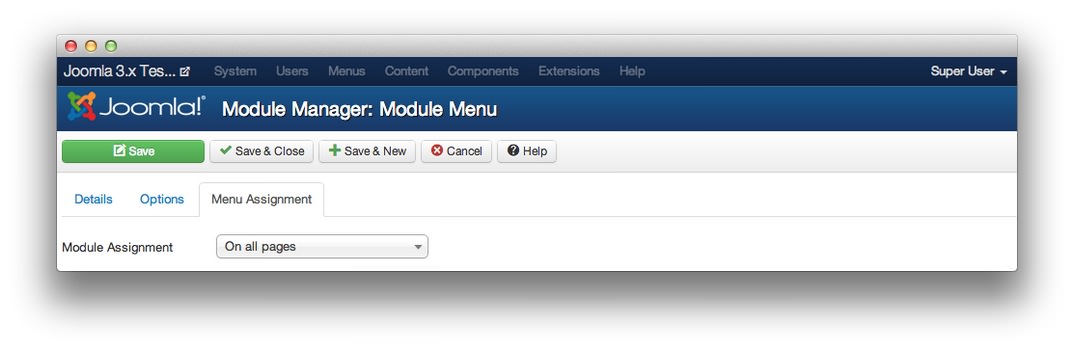 Joomla 3.x Tes... System Users Menus Content Components Extensions Help Super User
Joomla!® Module Manager: Module Menu
Save Save & Close Save & New Cancel Help
Details Options Menu Assignment
Module Assignment On all pages